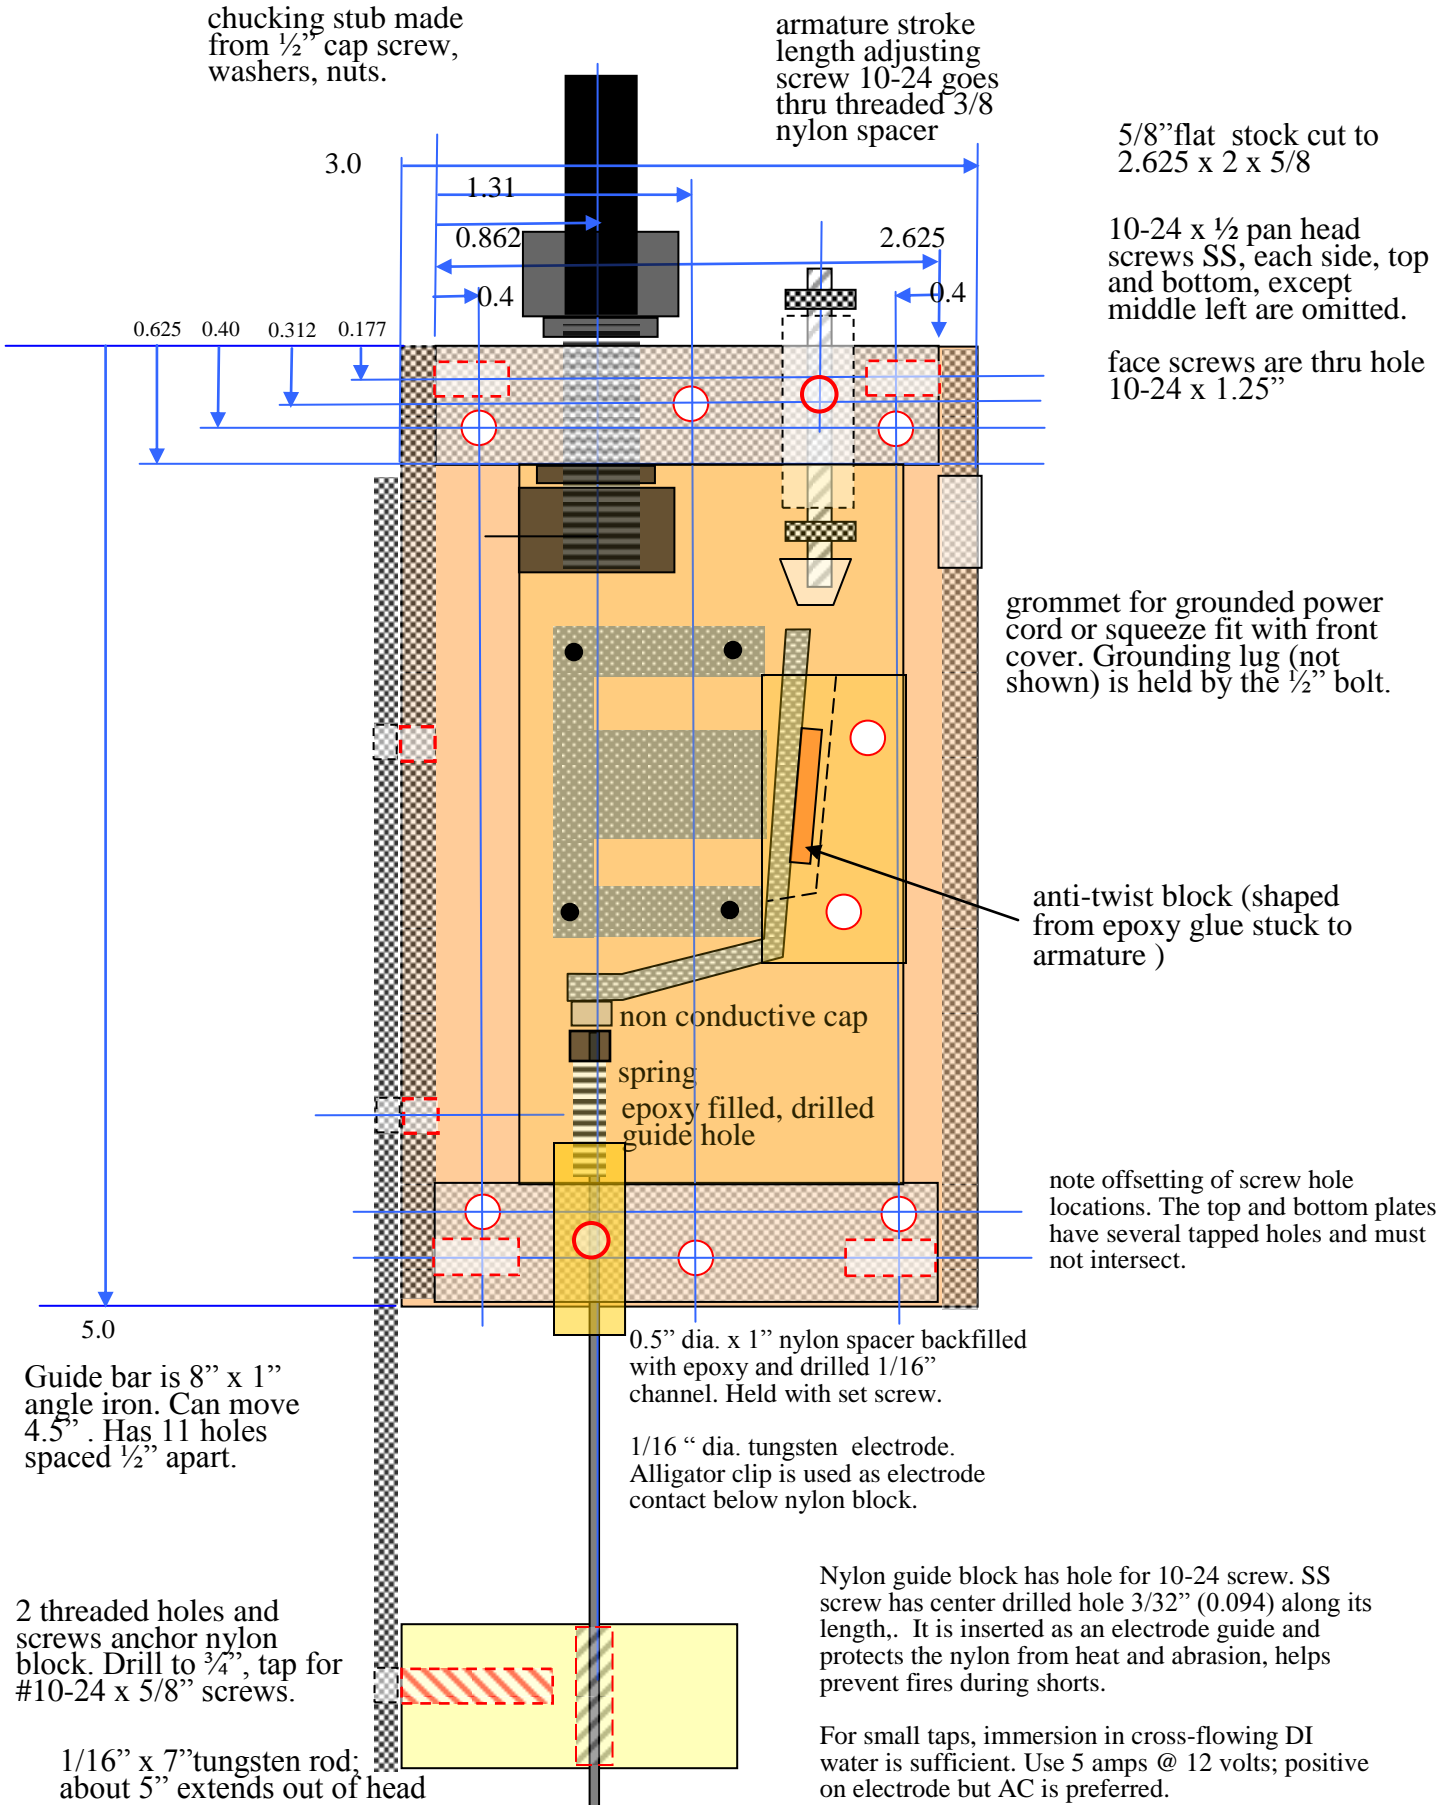 chucking stub made
from ½” cap screw,
washers, nuts.
armature stroke
length adjusting
screw 10-24 goes
thru threaded 3/8
nylon spacer
5/8”flat stock cut to
2.625 x 2 x 5/8
10-24 x ½ pan head
screws SS, each side, top
and bottom, except
middle left are omitted.
face screws are thru hole
10-24 x 1.25”
3.0
1.31
0.862
2.625
0.4
0.4
0.625 0.40 0.312 0.177
grommet for grounded power
cord or squeeze fit with front
cover. Grounding lug (not
shown) is held by the ½” bolt.
anti-twist block (shaped
from epoxy glue stuck to
armature )
non conductive cap
spring
epoxy filled, drilled
guide hole
note offsetting of screw hole
locations. The top and bottom plates
have several tapped holes and must
not intersect.
5.0
Guide bar is 8” x 1”
angle iron. Can move
4.5” . Has 11 holes
spaced ½” apart.
0.5” dia. x 1” nylon spacer backfilled
with epoxy and drilled 1/16”
channel. Held with set screw.
1/16 “ dia. tungsten electrode.
Alligator clip is used as electrode
contact below nylon block.
2 threaded holes and
screws anchor nylon
block. Drill to ¾”, tap for
#10-24 x 5/8” screws.
1/16” x 7”tungsten rod;
about 5” extends out of head
Nylon guide block has hole for 10-24 screw. SS
screw has center drilled hole 3/32” (0.094) along its
length,. It is inserted as an electrode guide and
protects the nylon from heat and abrasion, helps
prevent fires during shorts.
For small taps, immersion in cross-flowing DI
water is sufficient. Use 5 amps @ 12 volts; positive
on electrode but AC is preferred.